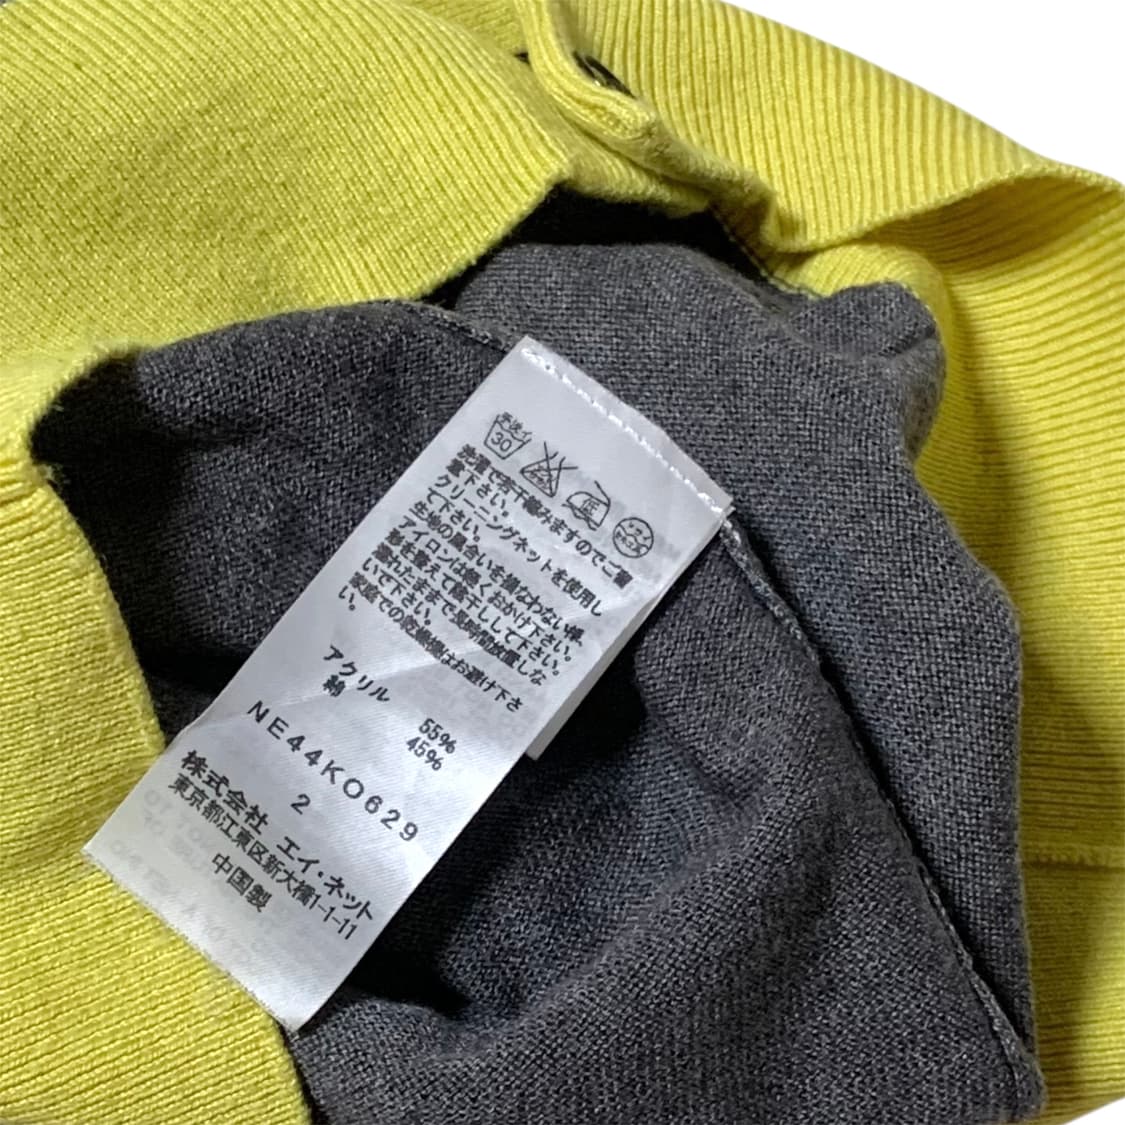 手洗イ
30
洗濯で若干縮みますのでご留
意下さい。
クリーニングネットを使用し
て下さい。
生地の風合いを損なわない様、
アイロンは軽くおかけ下さい。
形を整えて陰干しして下さい。
濡れたままで長時間放置しな
いで下さい。
家庭での乾燥機はお避け下さ
い。
アクリル 55%
綿 45%
NE44KO629
2
株式会社 エイ・ネット
東京都江東区新大橋1-1-11
中国製